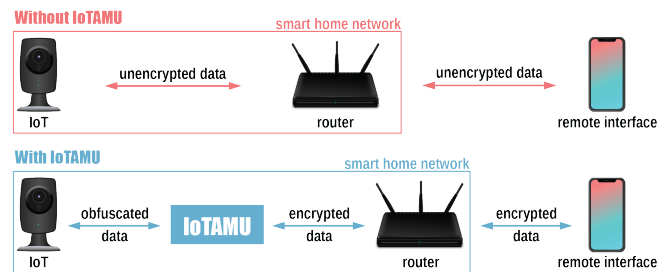 Without IoTAMU
smart home network
unencrypted data
unencrypted data
IoT
router
remote interface
With IoTAMU
smart home network
obfuscated
data
IoTAMU
encrypted
data
encrypted
data
IoT
router
remote interface